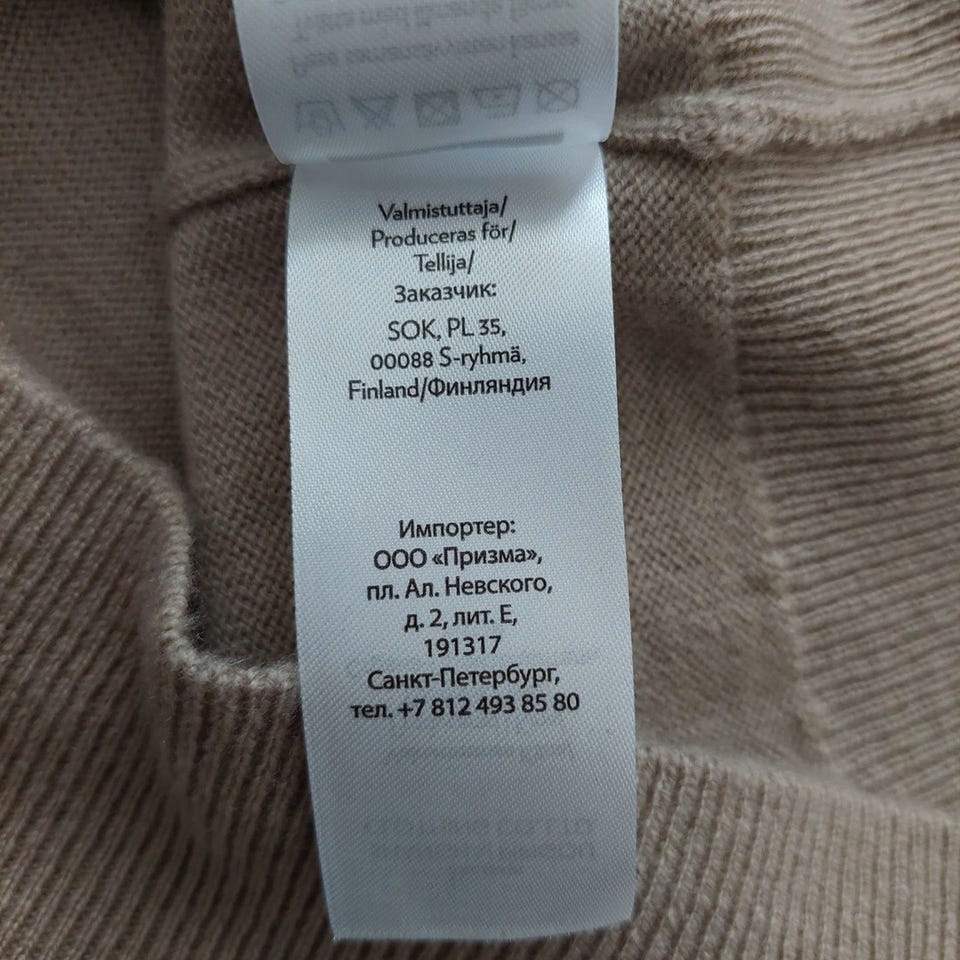 Valmistuttaja/
Produceras för/
Tellija/
Заказчик:
SOK, PL 35,
00088 S-ryhmä,
Finland/Финляндия
Импортер:
ООО «Призма»,
пл. Ал. Невского,
д. 2, лит. Е,
191317
Санкт-Петербург,
тел. +7 812 493 85 80